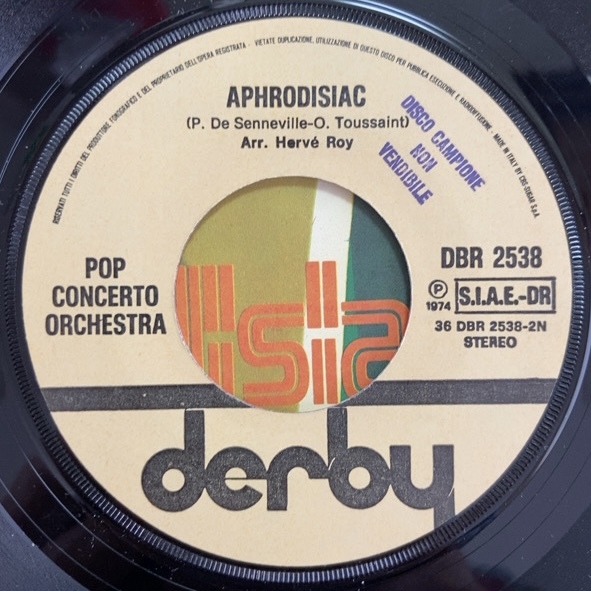 RISERVATI TUTTI I DIRITTI DEL PRODUTTORE FONOGRAFICO E DEL PROPRIETARIO DELL'OPERA REGISTRATA - VIETATE DUPLICAZIONE, UTILIZZAZIONE DI QUESTO DISCO PER PUBBLICA ESECUZIONE E RADIODIFFUSIONE - MADE IN ITALY BY CGD-SUGAR S.p.A.
APHRODISIAC
(P. De Senneville-O. Toussaint)
Arr. Hervé Roy
DISCO CAMPIONE
NON
VENDIBILE
POP
CONCERTO
ORCHESTRA
DBR 2538
Ⓟ
1974
S.I.A.E.-DR
36 DBR 2538-2N
STEREO
derby